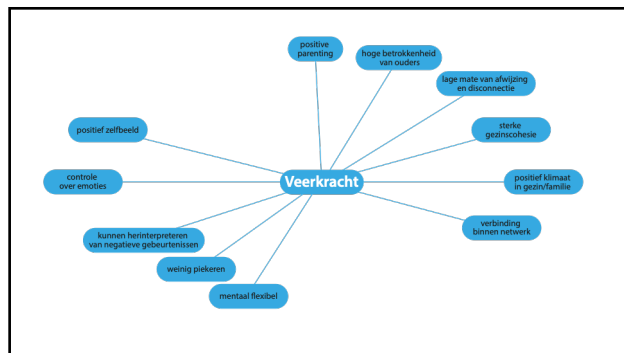 positive
parenting
hoge betrokkenheid
van ouders
lage mate van afwijzing
en disconnectie
positief zelfbeeld
sterke
gezinscohesie
controle
over emoties
Veerkracht
positief klimaat
in gezin/familie
kunnen herinterpreteren
van negatieve gebeurtenissen
verbinding
binnen netwerk
weinig piekeren
mentaal flexibel